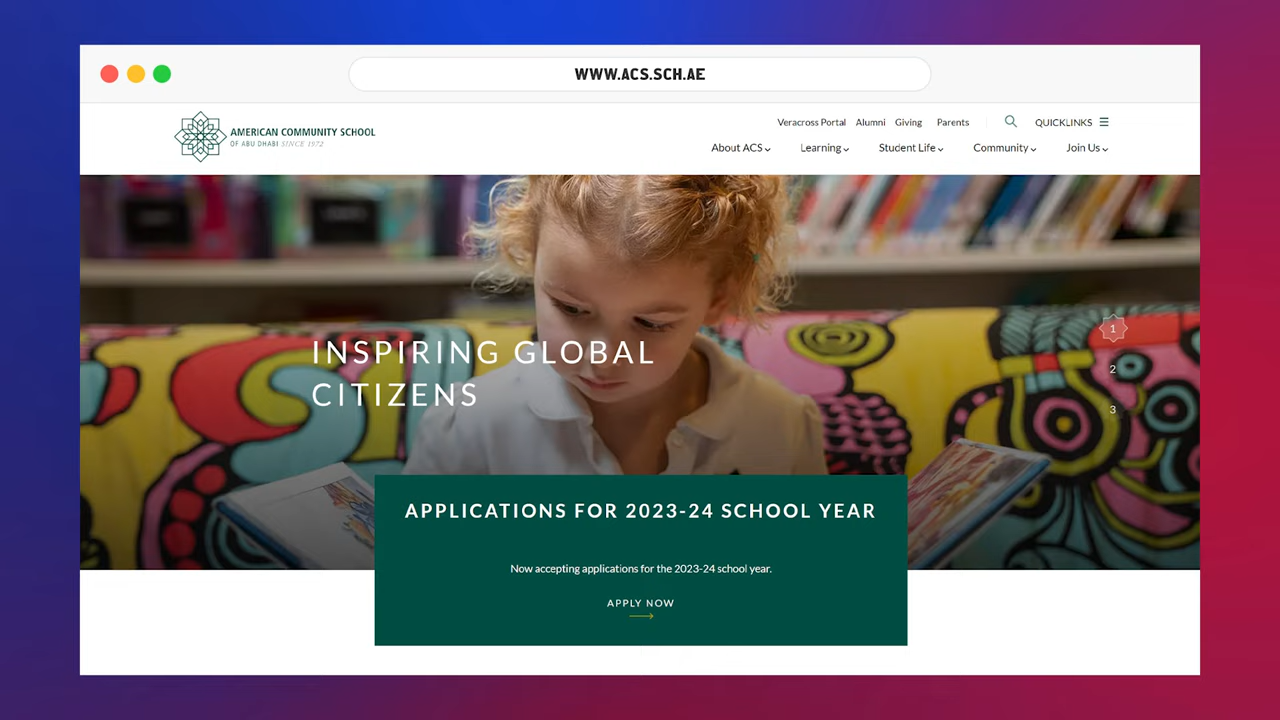 WWW.ACS.SCH.AE
AMERICAN COMMUNITY SCHOOL
OF ABU DHABI SINCE 1972
Veracross Portal Alumni Giving Parents QUICKLINKS
About ACS Learning Student Life Community Join Us
INSPIRING GLOBAL
CITIZENS
1
2
3
APPLICATIONS FOR 2023-24 SCHOOL YEAR
Now accepting applications for the 2023-24 school year.
APPLY NOW